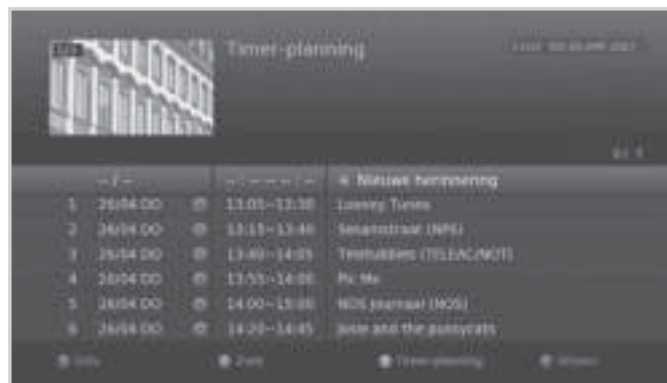 Timer-planning
--/-- --:--~--:-- + Nieuwe herinnering
1 26/04 DO 13:05~13:30 Looney Tunes
2 26/04 DO 13:15~13:40 Sesamstraat (NPS)
3 26/04 DO 13:40~14:05 Teletubbies (TELEAC/NOT)
4 26/04 DO 13:55~14:00 Pic Me
5 26/04 DO 14:00~15:00 NOS Journaal (NOS)
6 26/04 DO 14:20~14:45 Josie and the pussycats
Timer-planning